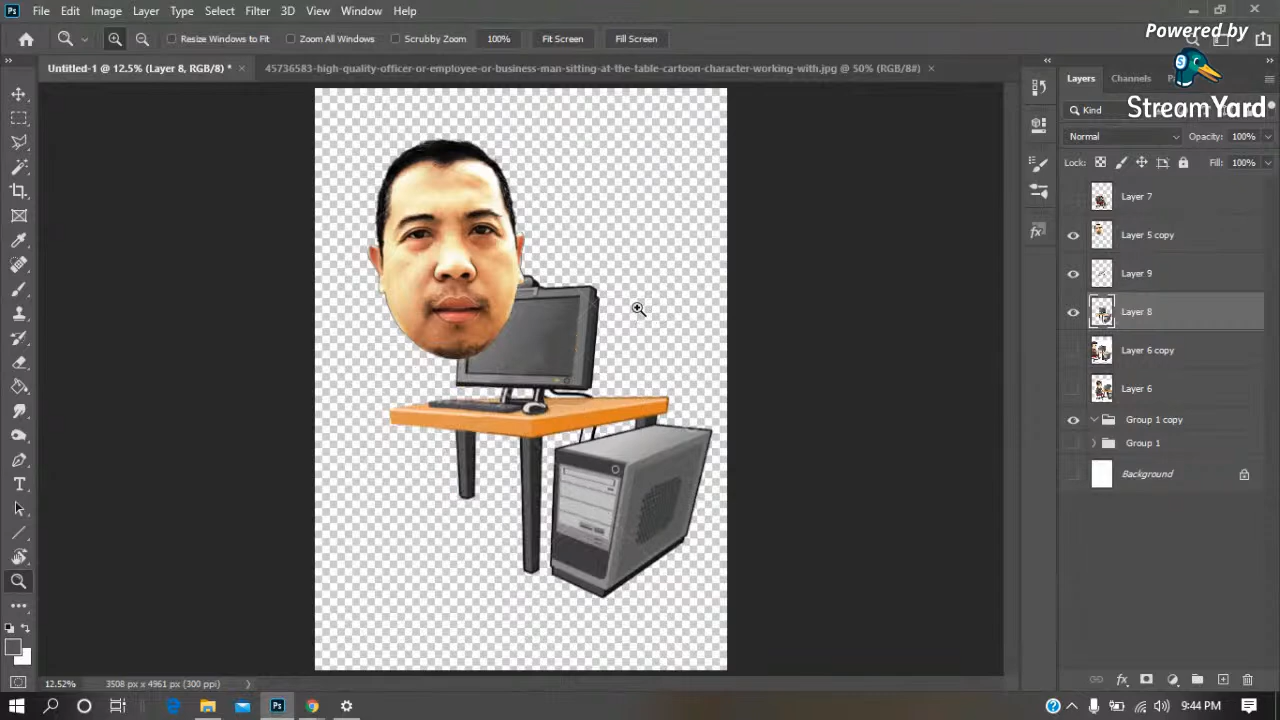 File Edit Image Layer Type Select Filter 3D View Window Help
Powered by
Resize Windows to Fit Zoom All Windows Scrubby Zoom 100% Fit Screen Fill Screen
Untitled-1 @ 12.5% (Layer 8, RGB/8) * × 45736583-high-quality-officer-or-employee-or-business-man-sitting-at-the-table-cartoon-character-working-with.jpg @ 50% (RGB/8#) ×
Layers Channels
StreamYard
Kind
Normal Opacity: 100%
Lock: Fill: 100%
Layer 7
Layer 5 copy
Layer 9
Layer 8
Layer 6 copy
Layer 6
Group 1 copy
Group 1
Background
12.52% 3508 px x 4961 px (300 ppi)
9:44 PM